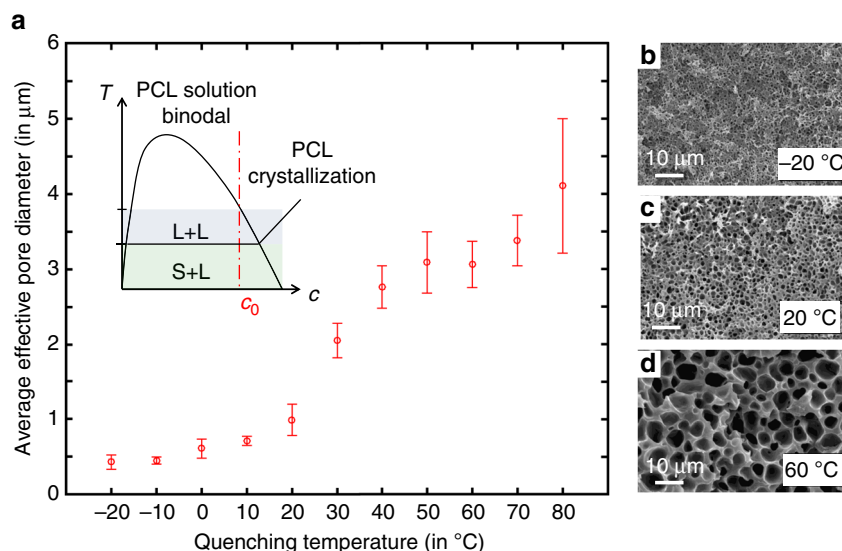 a
6
5
4
3
2
1
0
Average effective pore diameter (in μm)
–20 –10 0 10 20 30 40 50 60 70 80
Quenching temperature (in °C)
T
PCL solution
binodal
PCL
crystallization
L+L
S+L
c
c0
b
10 μm
–20 °C
c
10 μm
20 °C
d
10 μm
60 °C